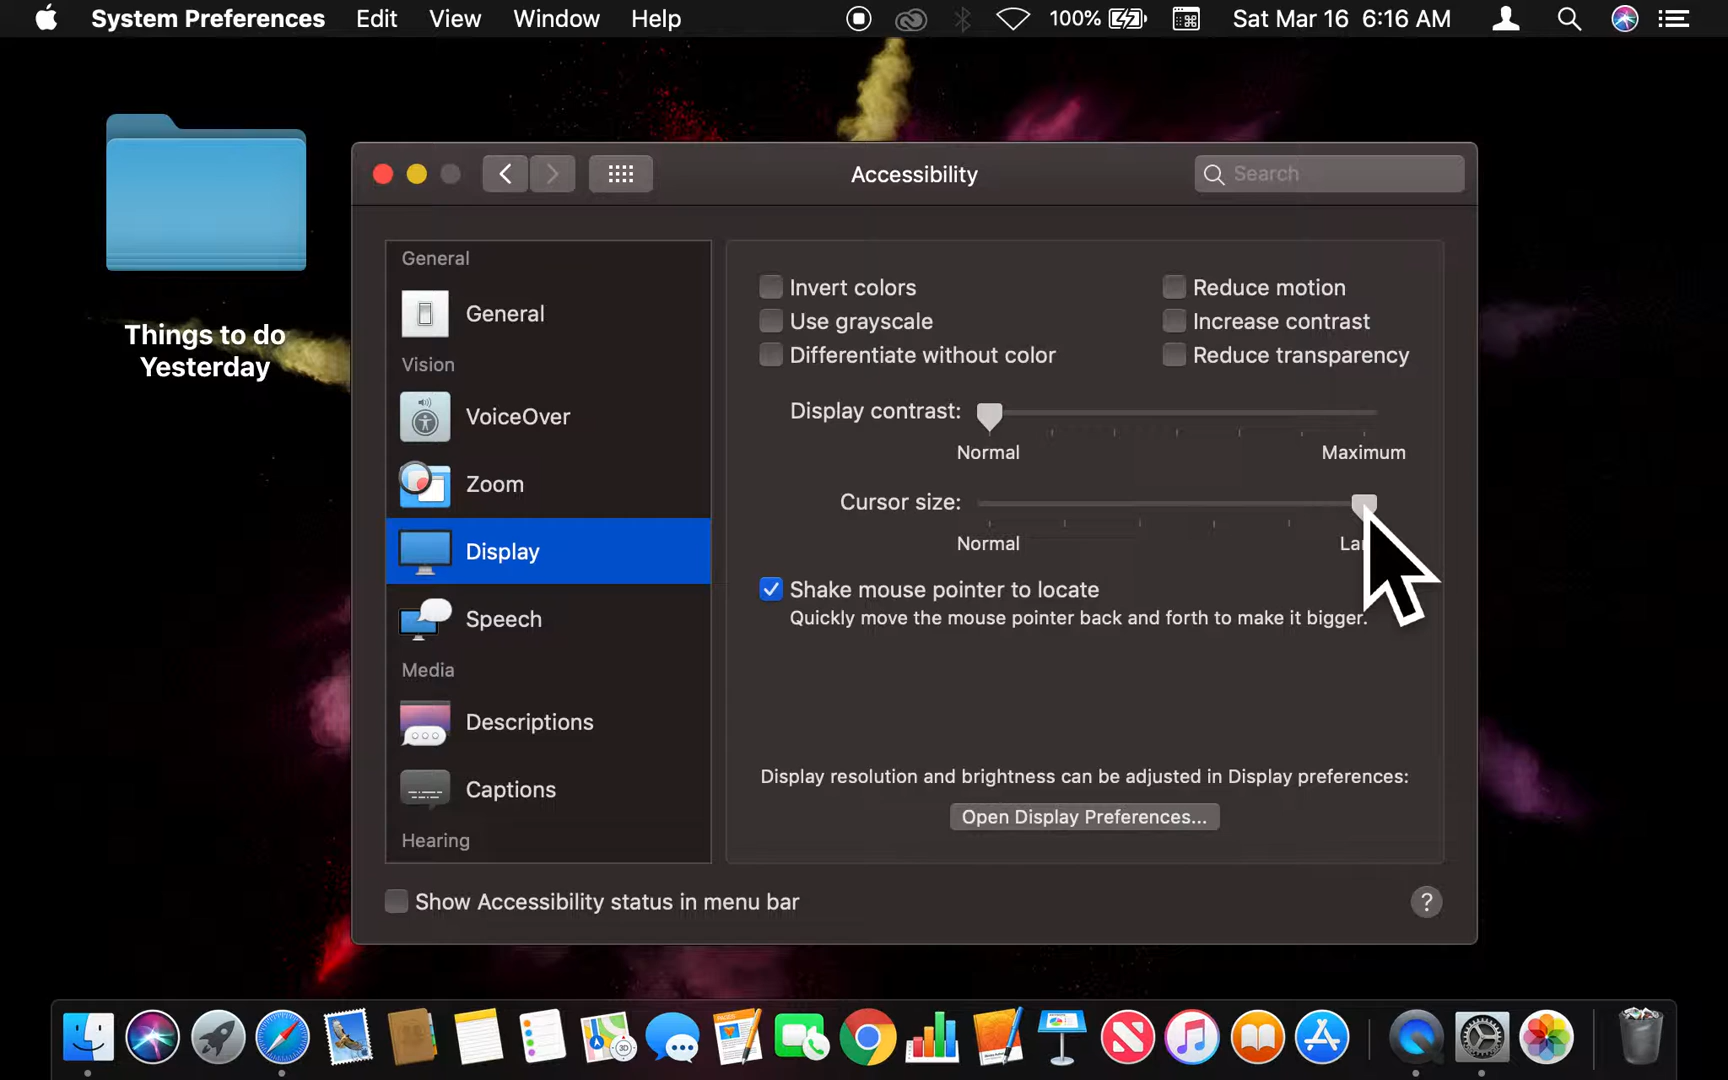 System Preferences Edit View Window Help 100% Sat Mar 16 6:16 AM
Things to do
Yesterday
Accessibility
Search
General
General
Vision
VoiceOver
Zoom
Display
Speech
Media
Descriptions
Captions
Hearing
Invert colors
Reduce motion
Use grayscale
Increase contrast
Differentiate without color
Reduce transparency
Display contrast:
Normal Maximum
Cursor size:
Normal
Shake mouse pointer to locate
Quickly move the mouse pointer back and forth to make it bigger.
Display resolution and brightness can be adjusted in Display preferences:
Open Display Preferences...
Show Accessibility status in menu bar
?
PAGES
3D